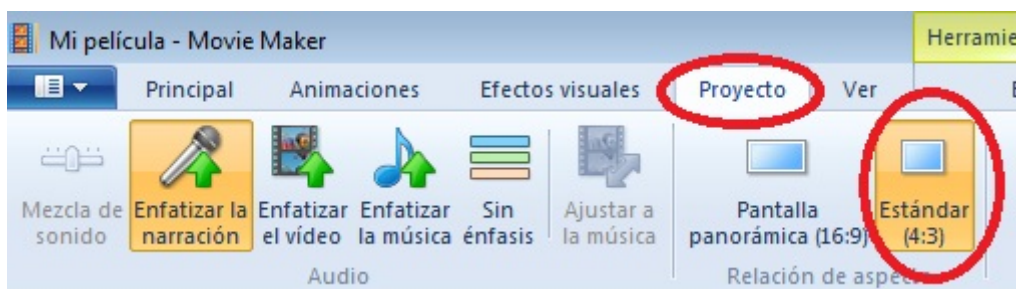 Mi película - Movie Maker
Herramie
Principal Animaciones Efectos visuales Proyecto Ver
Mezcla de sonido
Enfatizar la narración
Enfatizar el vídeo
Enfatizar la música
Sin énfasis
Ajustar a la música
Pantalla panorámica (16:9)
Estándar (4:3)
Audio
Relación de aspecto